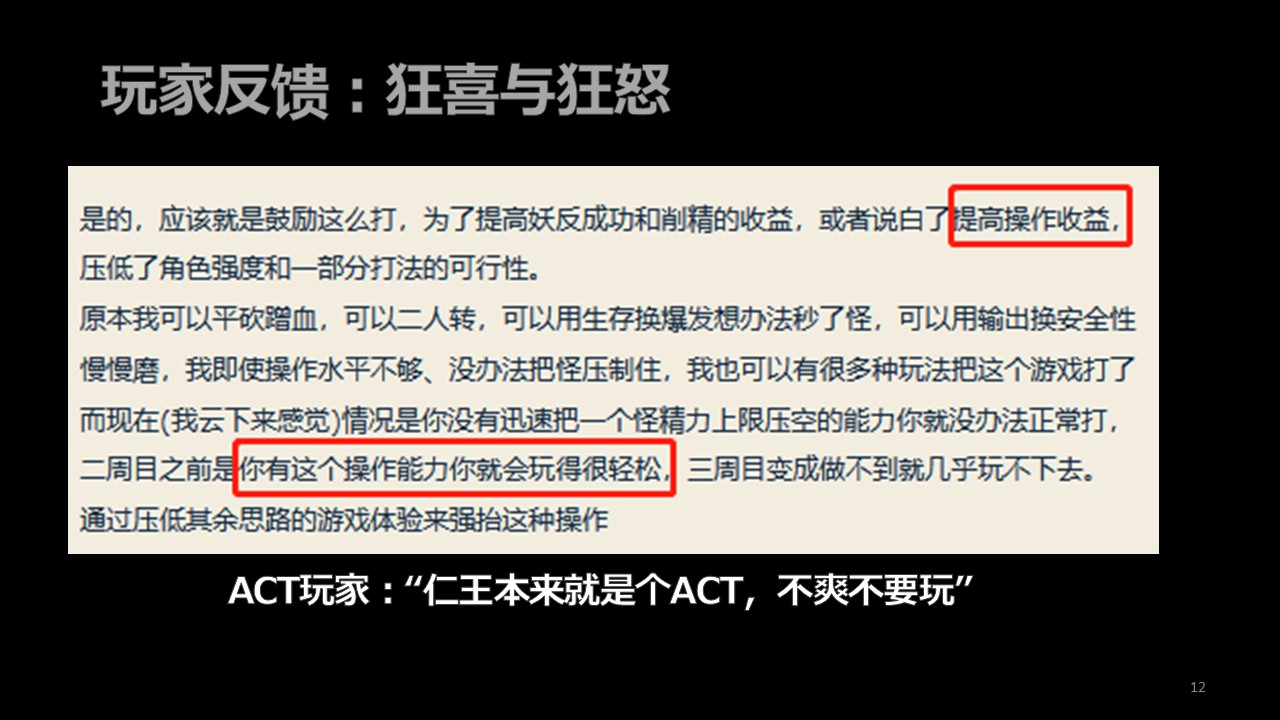 玩家反馈：狂喜与狂怒
是的，应该就是鼓励这么打，为了提高妖反成功和削精的收益，或者说白了提高操作收益，
压低了角色强度和一部分打法的可行性。
原本我可以平砍蹭血，可以二人转，可以用生存换爆发想办法秒了怪，可以用输出换安全性
慢慢磨，我即使操作水平不够、没办法把怪压制住，我也可以有很多种玩法把这个游戏打了
而现在(我云下来感觉)情况是你没有迅速把一个怪精力上限压空的能力你就没办法正常打，
二周目之前是你有这个操作能力你就会玩得很轻松，三周目变成做不到就几乎玩不下去。
通过压低其余思路的游戏体验来强抬这种操作
ACT玩家：“仁王本来就是个ACT，不爽不要玩”
12